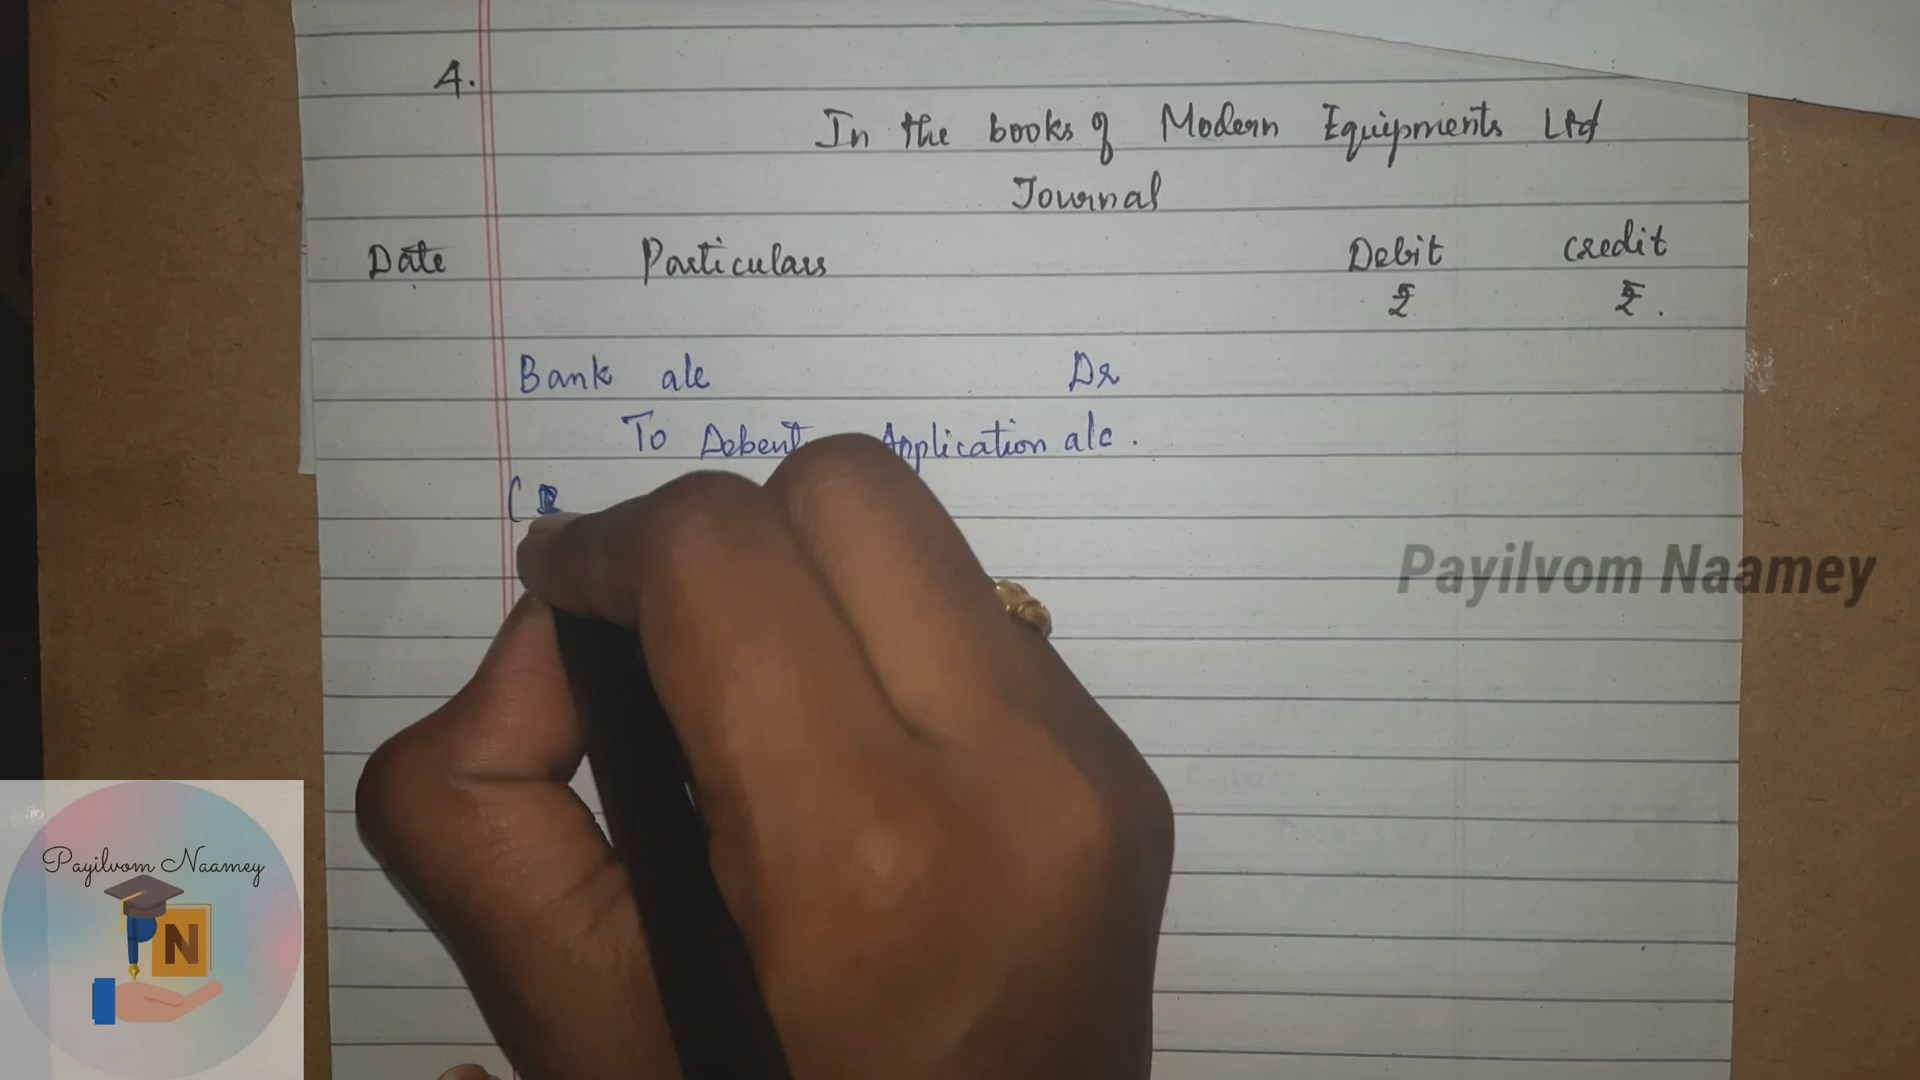 4.
In the books of Modern Equipments Ltd
Journal
Date Particulars Debit Credit
₹ ₹.
Bank a/c Dr
To Application a/c.
(
Payilvom Naamey
Payilvom Naamey
PN